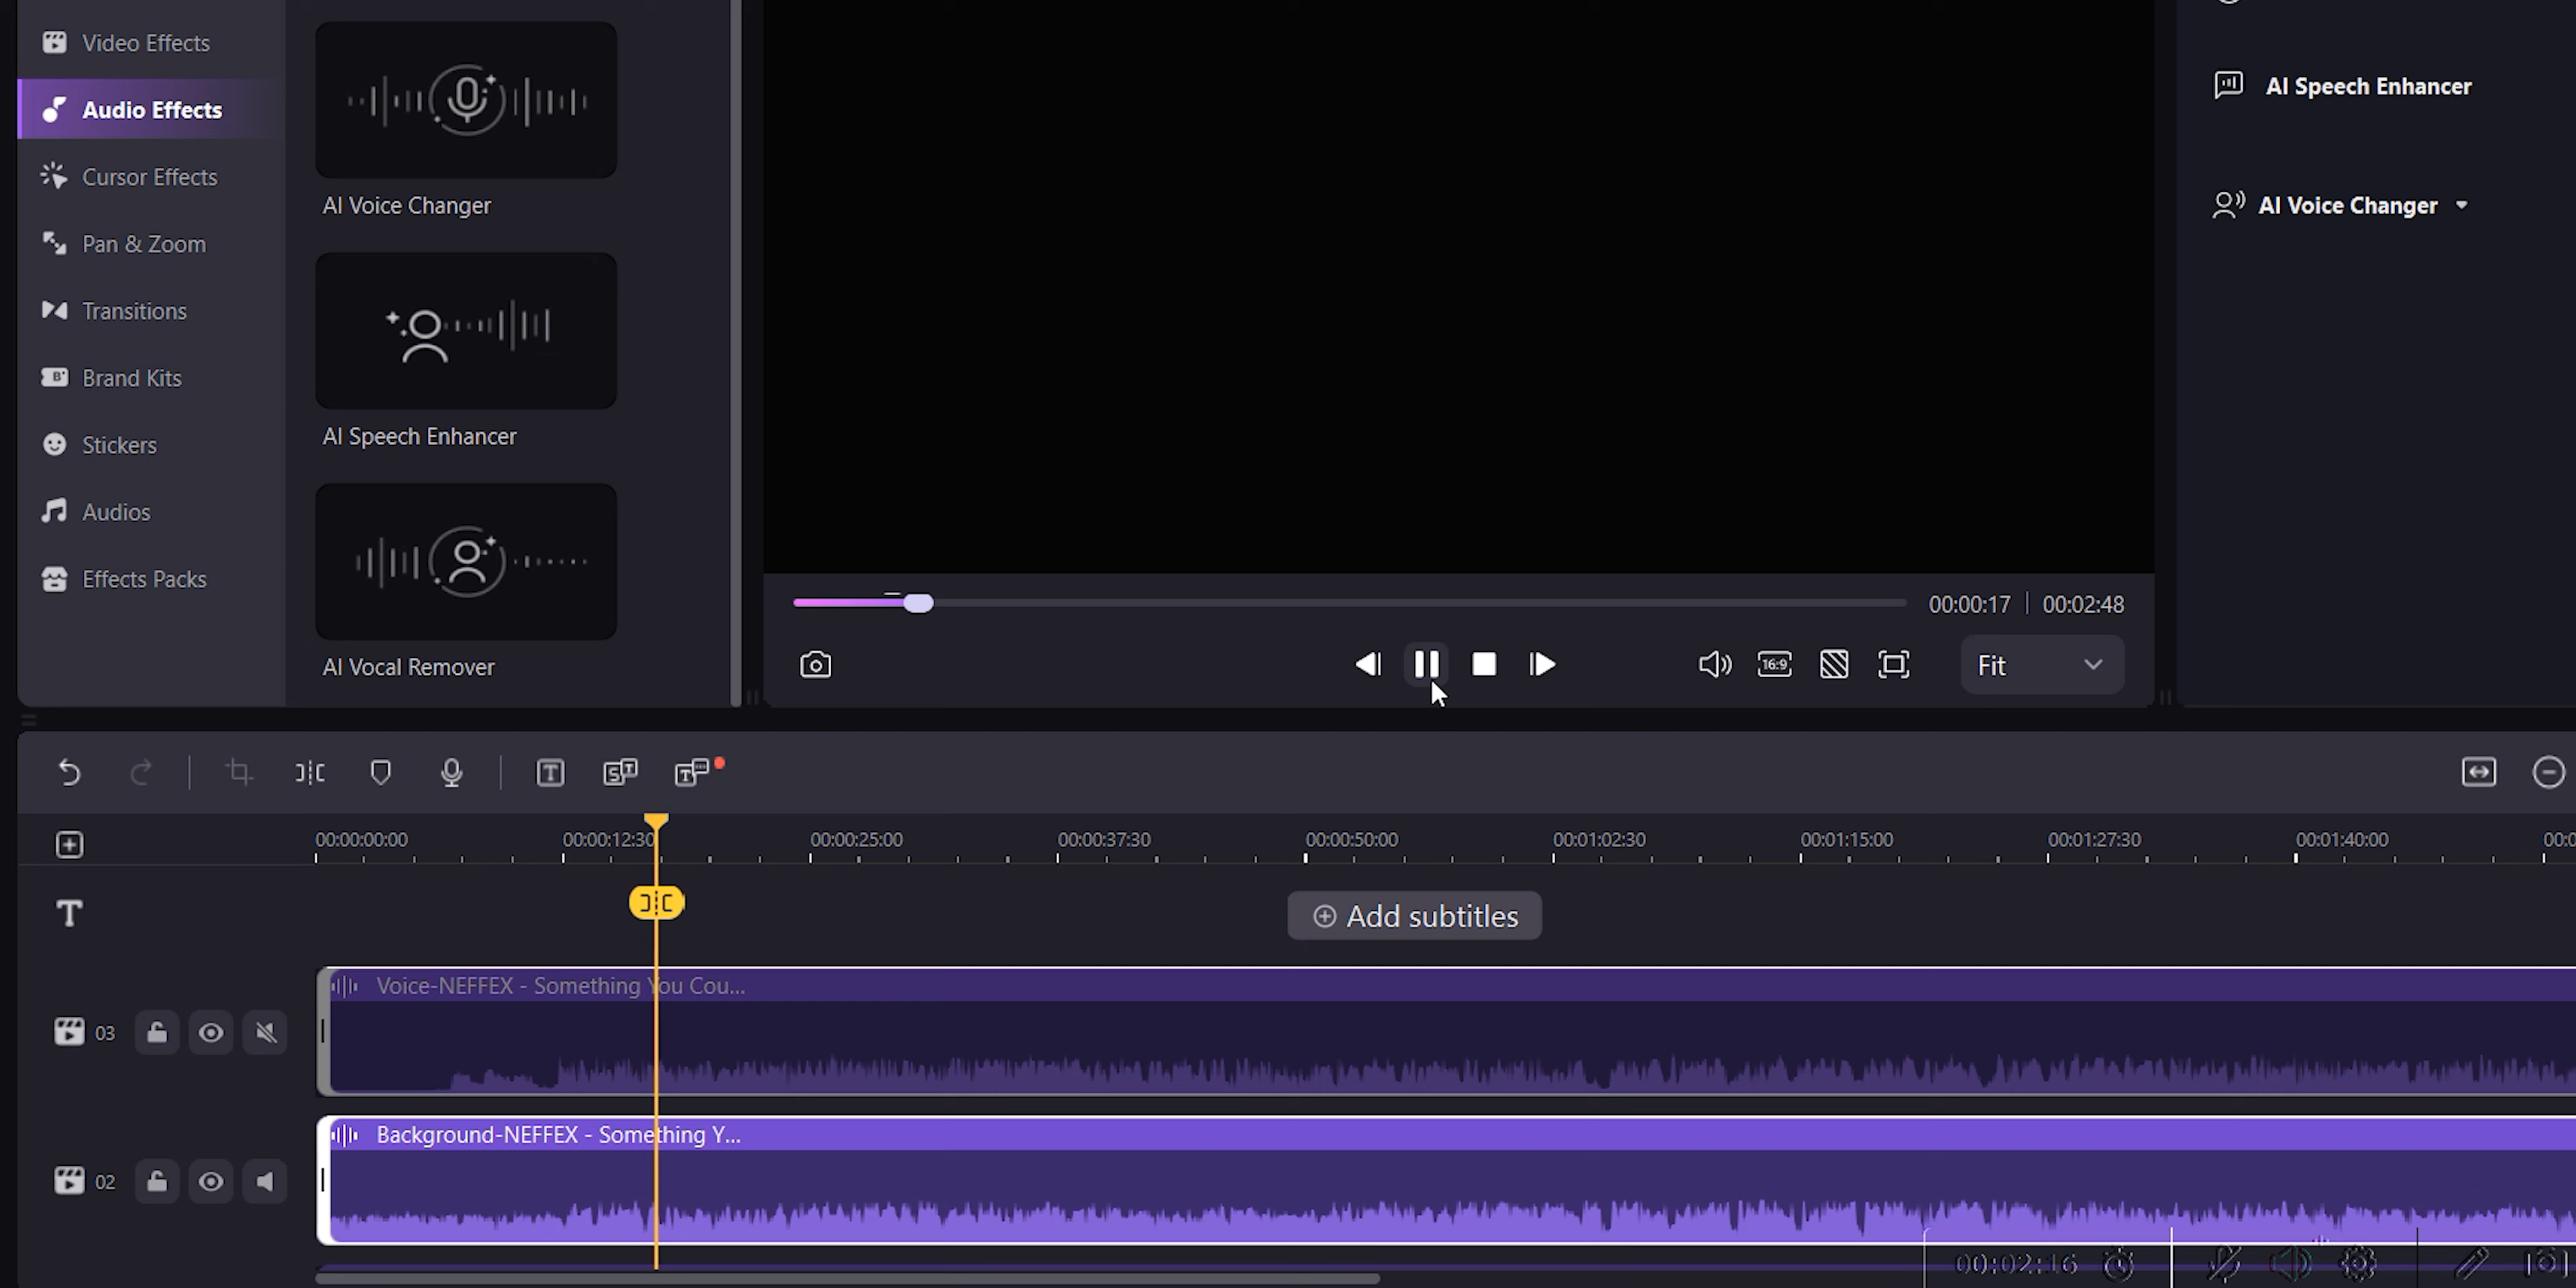 Video Effects
Audio Effects
Cursor Effects
Pan & Zoom
Transitions
Brand Kits
Stickers
Audios
Effects Packs
AI Voice Changer
AI Speech Enhancer
AI Vocal Remover
AI Speech Enhancer
AI Voice Changer
00:00:17 | 00:02:48
16:9
Fit
00:00:00:00 00:00:12:30 00:00:25:00 00:00:37:30 00:00:50:00 00:01:02:30 00:01:15:00 00:01:27:30 00:01:40:00 00:0
Add subtitles
Voice-NEFFEX - Something You Cou...
03
Background-NEFFEX - Something Y...
02
00:02:16